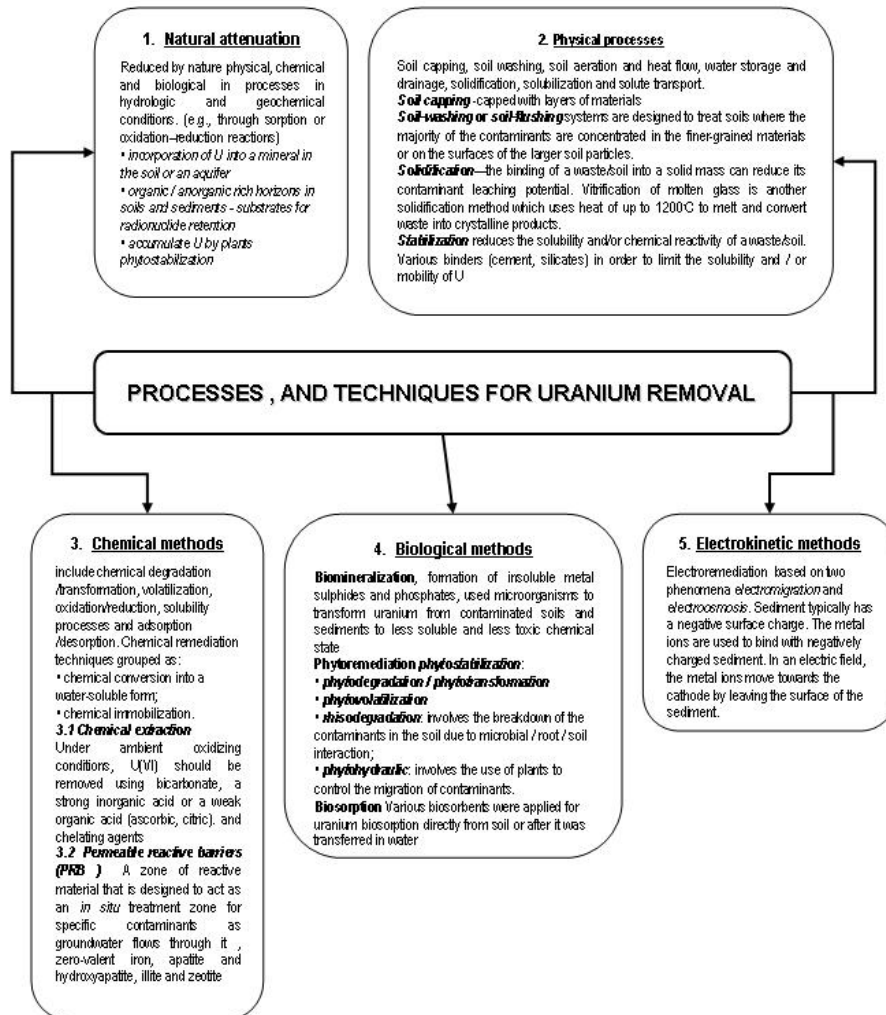 1. Natural attenuation
Reduced by nature physical, chemical
and biological in processes in
hydrologic and geochemical
conditions. (e.g., through sorption or
oxidation–reduction reactions)
• incorporation of U into a mineral in
the soil or an aquifer
• organic / anorganic rich horizons in
soils and sediments - substrates for
radionuclide retention
• accumulate U by plants
phytostabilization
2. Physical processes
Soil capping, soil washing, soil aeration and heat flow, water storage and
drainage, solidification, solubilization and solute transport.
Soil capping -capped with layers of materials
Soil-washing or soil-flushing systems are designed to treat soils where the
majority of the contaminants are concentrated in the finer-grained materials
or on the surfaces of the larger soil particles.
Solidification—the binding of a waste/soil into a solid mass can reduce its
contaminant leaching potential. Vitrification of molten glass is another
solidification method which uses heat of up to 1200°C to melt and convert
waste into crystalline products.
Stabilization reduces the solubility and/or chemical reactivity of a waste/soil.
Various binders (cement, silicates) in order to limit the solubility and / or
mobility of U
PROCESSES , AND TECHNIQUES FOR URANIUM REMOVAL
3. Chemical methods
include chemical degradation
/transformation, volatilization,
oxidation/reduction, solubility
processes and adsorption
/desorption. Chemical remediation
techniques grouped as:
• chemical conversion into a
water-soluble form;
• chemical immobilization.
3.1 Chemical extraction
Under ambient oxidizing
conditions, U(VI) should be
removed using bicarbonate, a
strong inorganic acid or a weak
organic acid (ascorbic, citric). and
chelating agents
3.2 Permeable reactive barriers
(PRB ) A zone of reactive
material that is designed to act as
an in situ treatment zone for
specific contaminants as
groundwater flows through it ,
zero-valent iron, apatite and
hydroxyapatite, illite and zeotite
4. Biological methods
Biomineralization, formation of insoluble metal
sulphides and phosphates, used microorganisms to
transform uranium from contaminated soils and
sediments to less soluble and less toxic chemical
state
Phytoremediation phytostabilization:
• phytodegradation / phytotransformation
• phytovolatilization
• rhisodegradation: involves the breakdown of the
contaminants in the soil due to microbial / root / soil
interaction;
• phytohydraulic: involves the use of plants to
control the migration of contaminants.
Biosorption Various biosorbents were applied for
uranium biosorption directly from soil or after it was
transferred in water
5. Electrokinetic methods
Electroremediation based on two
phenomena electromigration and
electroosmosis. Sediment typically has
a negative surface charge. The metal
ions are used to bind with negatively
charged sediment. In an electric field,
the metal ions move towards the
cathode by leaving the surface of the
sediment.